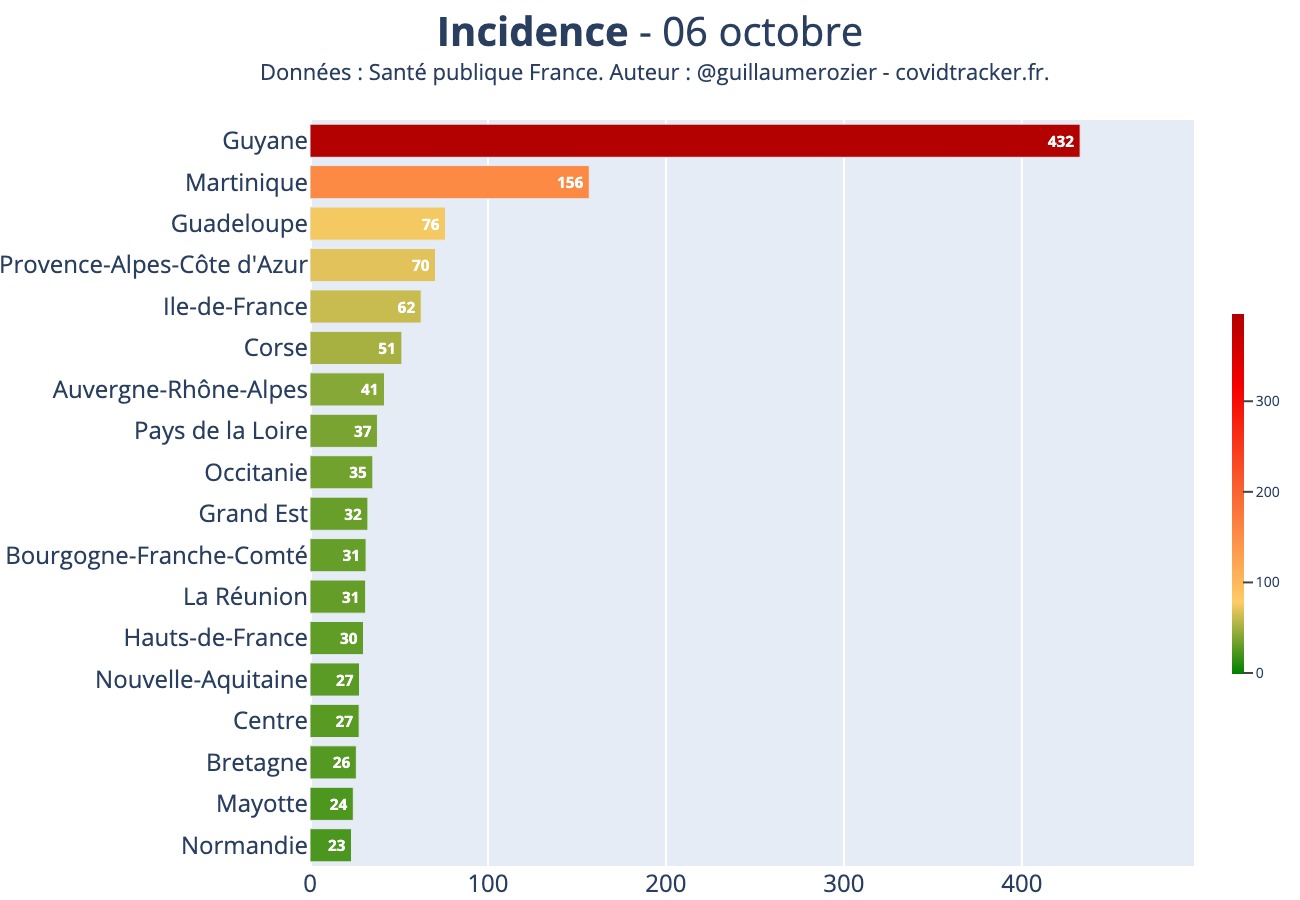 Incidence - 06 octobre
Données : Santé publique France. Auteur : @guillaumerozier - covidtracker.fr.
Guyane 432
Martinique 156
Guadeloupe 76
Provence-Alpes-Côte d'Azur 70
Ile-de-France 62
Corse 51
Auvergne-Rhône-Alpes 41
Pays de la Loire 37
Occitanie 35
Grand Est 32
Bourgogne-Franche-Comté 31
La Réunion 31
Hauts-de-France 30
Nouvelle-Aquitaine 27
Centre 27
Bretagne 26
Mayotte 24
Normandie 23
0 100 200 300 400
300
200
100
0